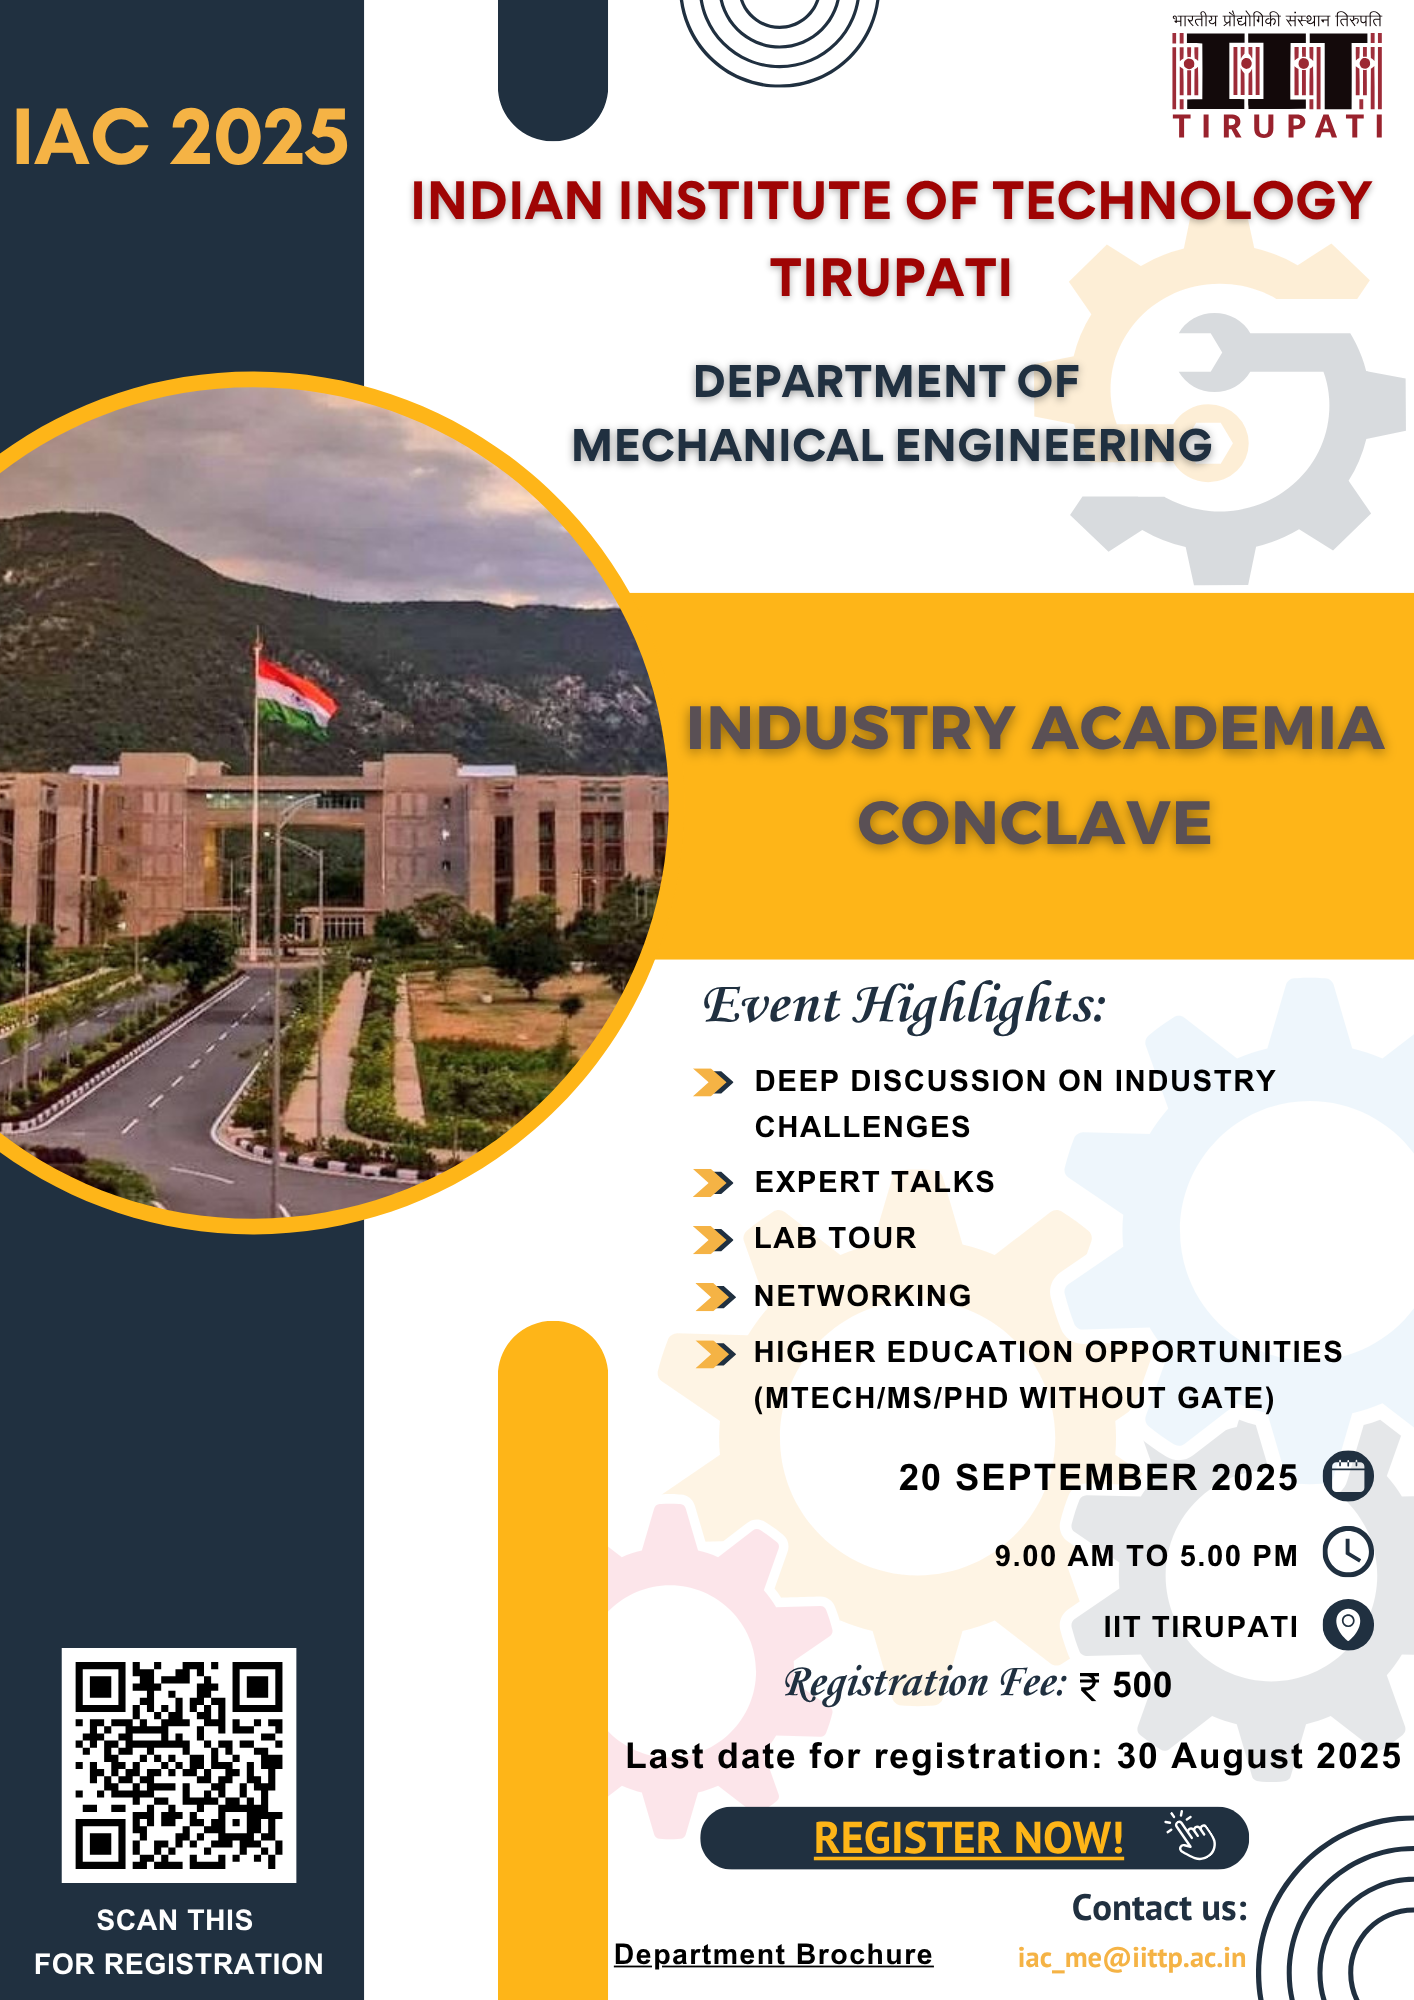 भारतीय प्रौद्योगिकी संस्थान तिरुपति
IIT
TIRUPATI
IAC 2025
INDIAN INSTITUTE OF TECHNOLOGY
TIRUPATI
DEPARTMENT OF
MECHANICAL ENGINEERING
INDUSTRY ACADEMIA
CONCLAVE
Event Highlights:
DEEP DISCUSSION ON INDUSTRY
CHALLENGES
EXPERT TALKS
LAB TOUR
NETWORKING
HIGHER EDUCATION OPPORTUNITIES
(MTECH/MS/PHD WITHOUT GATE)
20 SEPTEMBER 2025
9.00 AM TO 5.00 PM
IIT TIRUPATI
Registration Fee: ₹ 500
Last date for registration: 30 August 2025
REGISTER NOW!
Contact us:
Department Brochure
iac_me@iittp.ac.in
SCAN THIS
FOR REGISTRATION